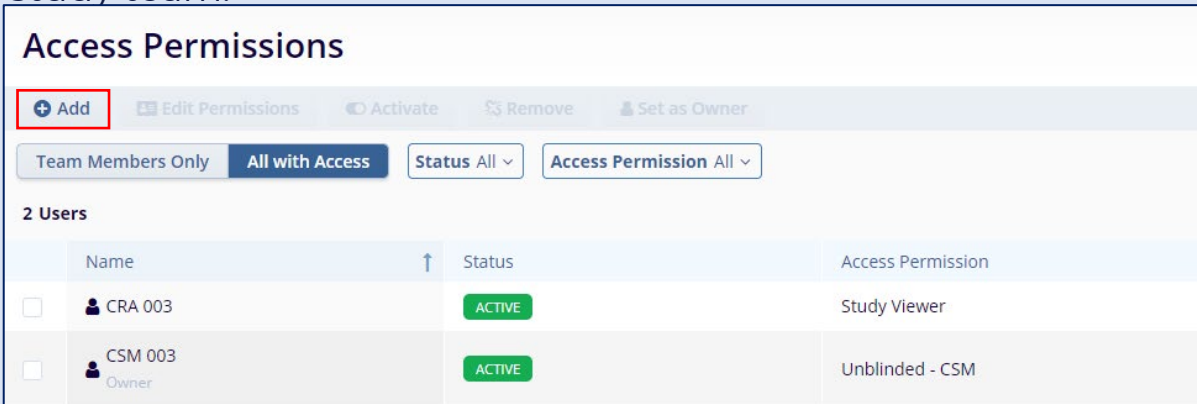 Study team.
Access Permissions
Add Edit Permissions Activate Remove Set as Owner
Team Members Only All with Access Status All Access Permission All
2 Users
Name ↑ Status Access Permission
CRA 003 ACTIVE Study Viewer
CSM 003 ACTIVE Unblinded - CSM
Owner